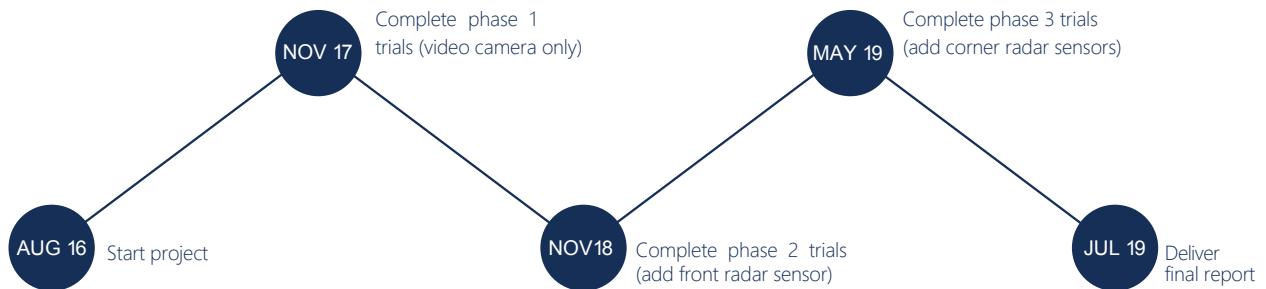 AUG 16
Start project
NOV 17
Complete phase 1
trials (video camera only)
NOV18
Complete phase 2 trials
(add front radar sensor)
MAY 19
Complete phase 3 trials
(add corner radar sensors)
JUL 19
Deliver
final report